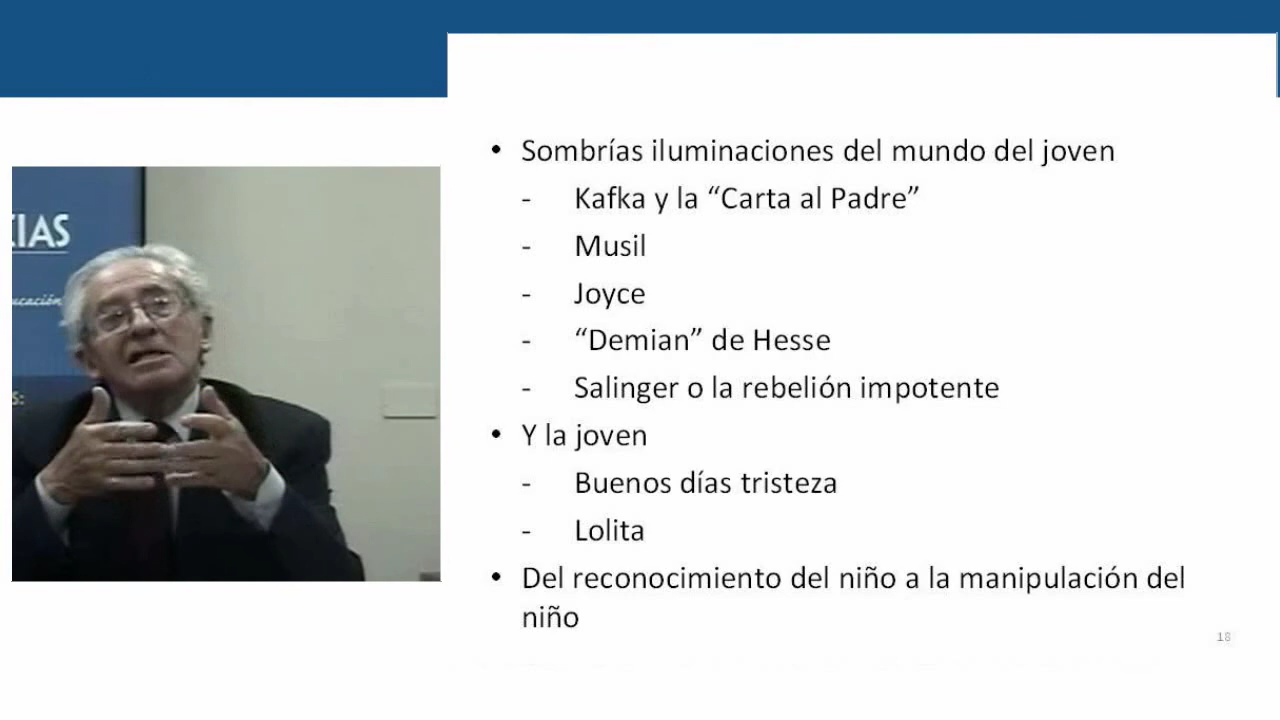 • Sombrías iluminaciones del mundo del joven
- Kafka y la “Carta al Padre”
- Musil
- Joyce
- “Demian” de Hesse
- Salinger o la rebelión impotente
• Y la joven
- Buenos días tristeza
- Lolita
• Del reconocimiento del niño a la manipulación del
niño
18